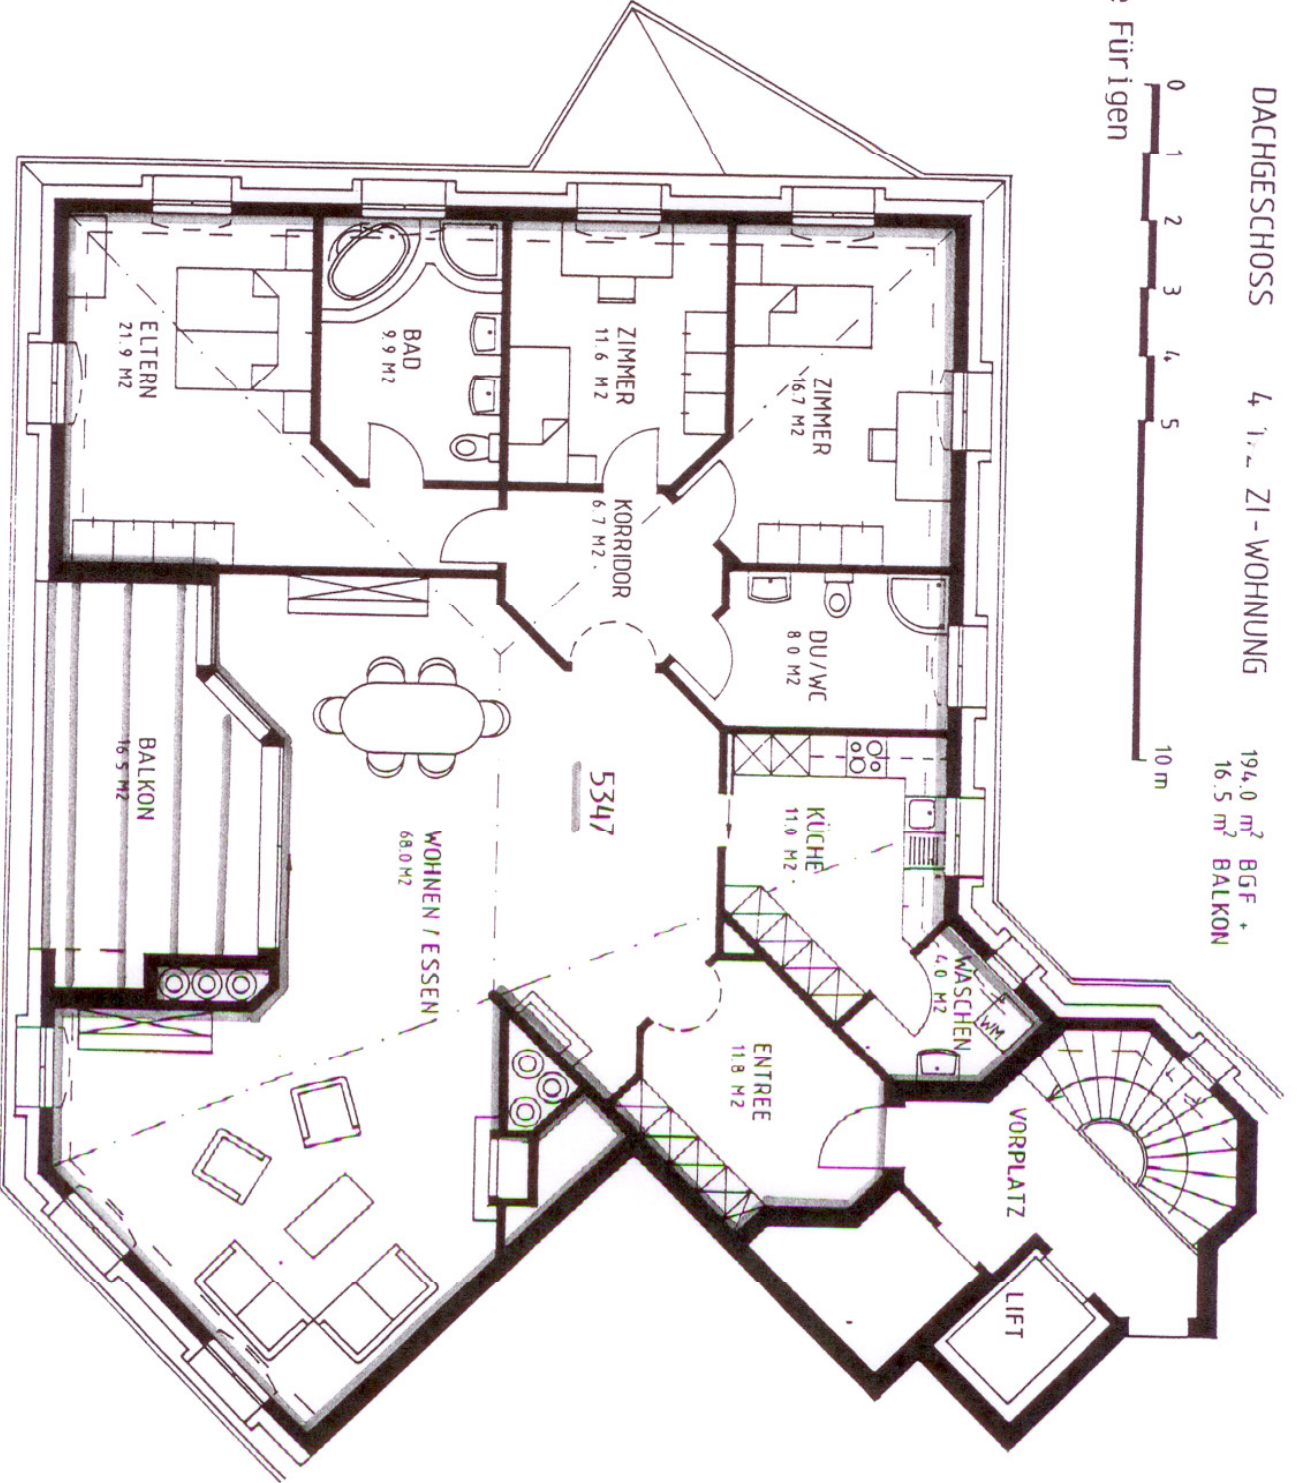 Fürigen
0 1 2 3 4 5 10 m
DACHGESCHOSS 4 ZI-WOHNUNG
194.0 m² BGF +
16.5 m² BALKON
ZIMMER
16.7 M2
ZIMMER
11.6 M2
BAD
9.9 M2
ELTERN
21.9 M2
KORRIDOR
6.7 M2.
DU/WC
8.0 M2
KÜCHE
11.0 M2.
WASCHEN
4.0 M2
WM
5347
WOHNEN / ESSEN
68.0 M2
BALKON
16.5 M2
ENTREE
11.8 M2
VORPLATZ
LIFT